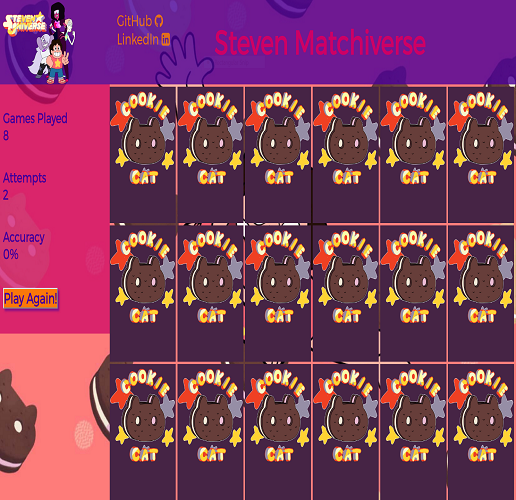 STEVEN
UNIVERSE
GitHub
LinkedIn in
Steven Matchiverse
Games Played
8
Attempts
2
Accuracy
0%
Play Again!
COOKIE COOKIE COOKIE COOKIE COOKIE COOKIE
CAT CAT CAT CAT CAT CAT
COOKIE COOKIE COOKIE COOKIE COOKIE COOKIE
CAT CAT CAT CAT CAT CAT
COOKIE COOKIE COOKIE COOKIE COOKIE COOKIE
CAT CAT CAT CAT CAT CAT